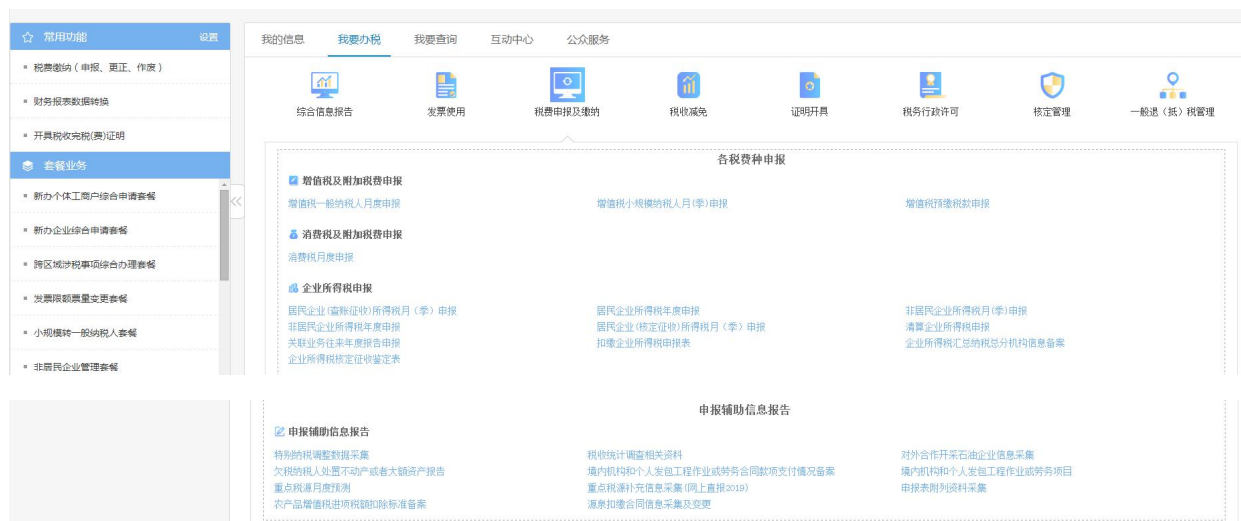 常用功能 设置
税费缴纳（申报、更正、作废）
财务报表数据转换
开具税收完税(费)证明
套餐业务
新办个体工商户综合申请套餐
新办企业综合申请套餐
跨区域涉税事项综合办理套餐
发票限额票量变更套餐
小规模转一般纳税人套餐
非居民企业管理套餐
我的信息 我要办税 我要查询 互动中心 公众服务
综合信息报告 发票使用 税费申报及缴纳 税收减免 证明开具 税务行政许可 核定管理 一般退（抵）税管理
各税费种申报
增值税及附加税费申报
增值税一般纳税人月度申报 增值税小规模纳税人月(季)申报 增值税预缴税款申报
消费税及附加税费申报
消费税月度申报
企业所得税申报
居民企业(查账征收)所得税月（季）申报 居民企业所得税年度申报 非居民企业所得税月(季)申报
非居民企业所得税年度申报 居民企业(核定征收)所得税月（季）申报 清算企业所得税申报
关联业务往来年度报告申报 扣缴企业所得税申报表 企业所得税汇总纳税总分机构信息备案
企业所得税核定征收鉴定表
申报辅助信息报告
申报辅助信息报告
特别纳税调整数据采集 税收统计调查相关资料 对外合作开采石油企业信息采集
欠税纳税人处置不动产或者大额资产报告 境内机构和个人发包工程作业或劳务合同款项支付情况备案 境内机构和个人发包工程作业或劳务项目
重点税源月度预测 重点税源补充信息采集(网上直报2019) 申报表附列资料采集
农产品增值税进项税额扣除标准备案 源泉扣缴合同信息采集及变更